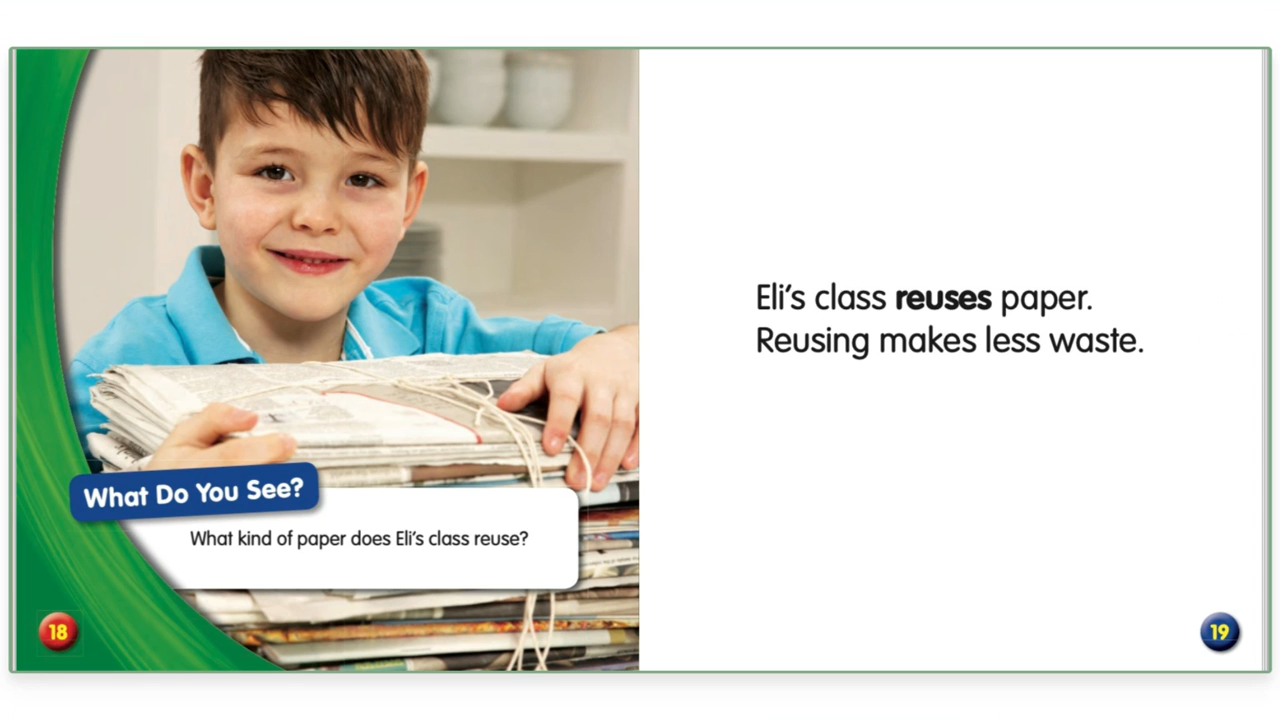 What Do You See?
What kind of paper does Eli's class reuse?
18
Eli's class reuses paper.
Reusing makes less waste.
19